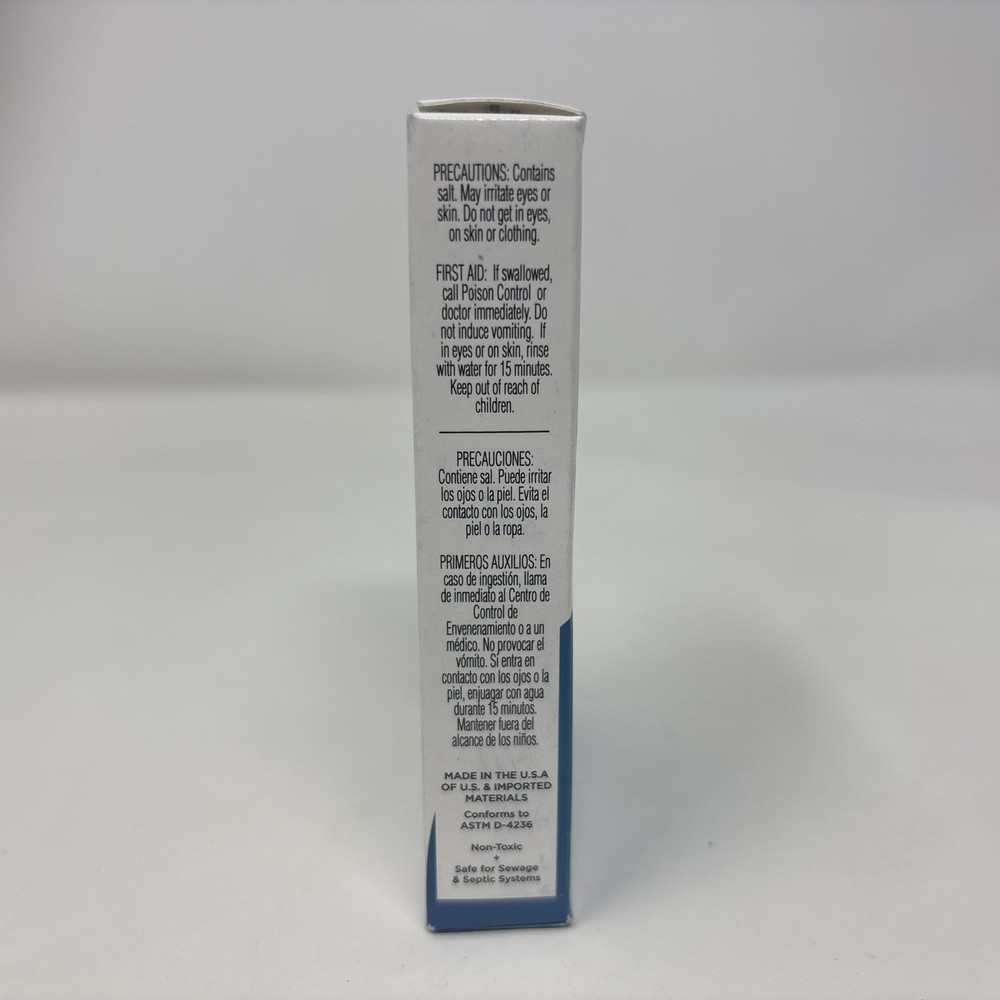 PRECAUTIONS: Contains
salt. May irritate eyes or
skin. Do not get in eyes,
on skin or clothing.
FIRST AID: If swallowed,
call Poison Control or
doctor immediately. Do
not induce vomiting. If
in eyes or on skin, rinse
with water for 15 minutes.
Keep out of reach of
children.
PRECAUCIONES:
Contiene sal. Puede irritar
los ojos o la piel. Evita el
contacto con los ojos, la
piel o la ropa.
PRIMEROS AUXILIOS: En
caso de ingestión, llama
de inmediato al Centro de
Control de
Envenenamiento o a un
médico. No provocar el
vómito. Si entra en
contacto con los ojos o la
piel, enjuagar con agua
durante 15 minutos.
Mantener fuera del
alcance de los niños.
MADE IN THE U.S.A
OF U.S. & IMPORTED
MATERIALS
Conforms to
ASTM D-4236
Non-Toxic
+
Safe for Sewage
& Septic Systems